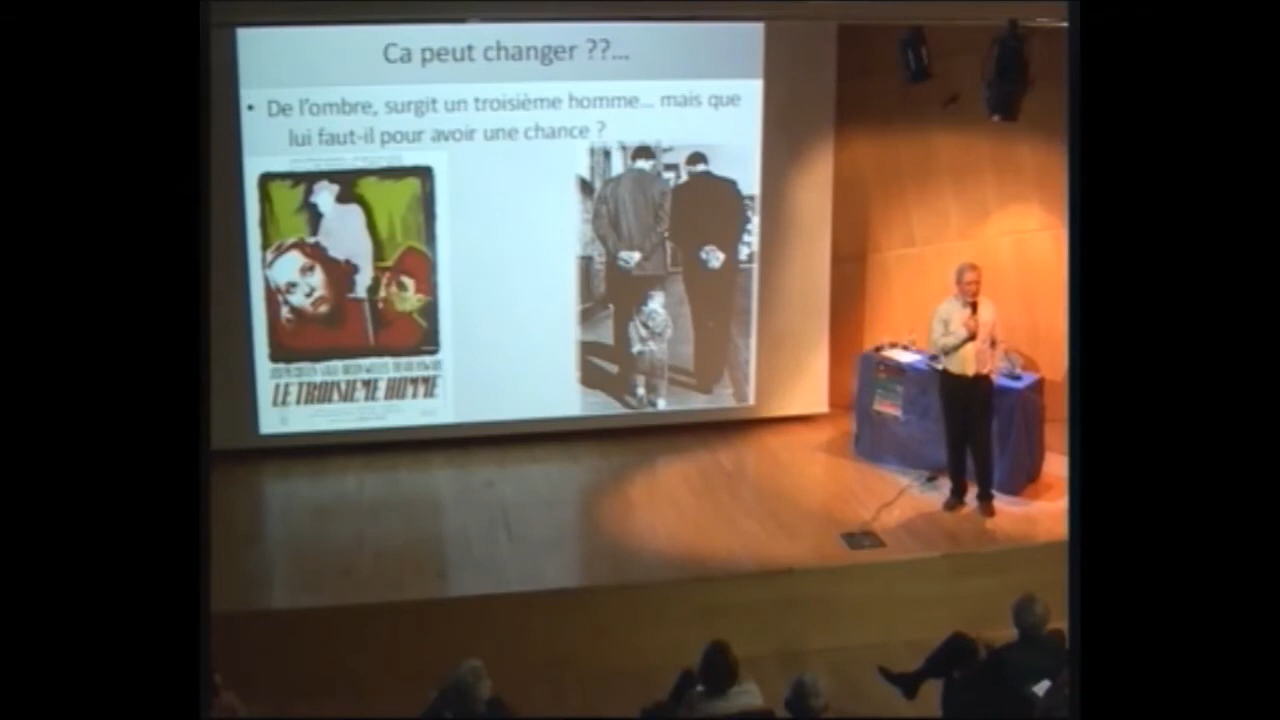 Ca peut changer ??...
• De l'ombre, surgit un troisième homme... mais que
lui faut-il pour avoir une chance ?
LE TROISIEME HOMME